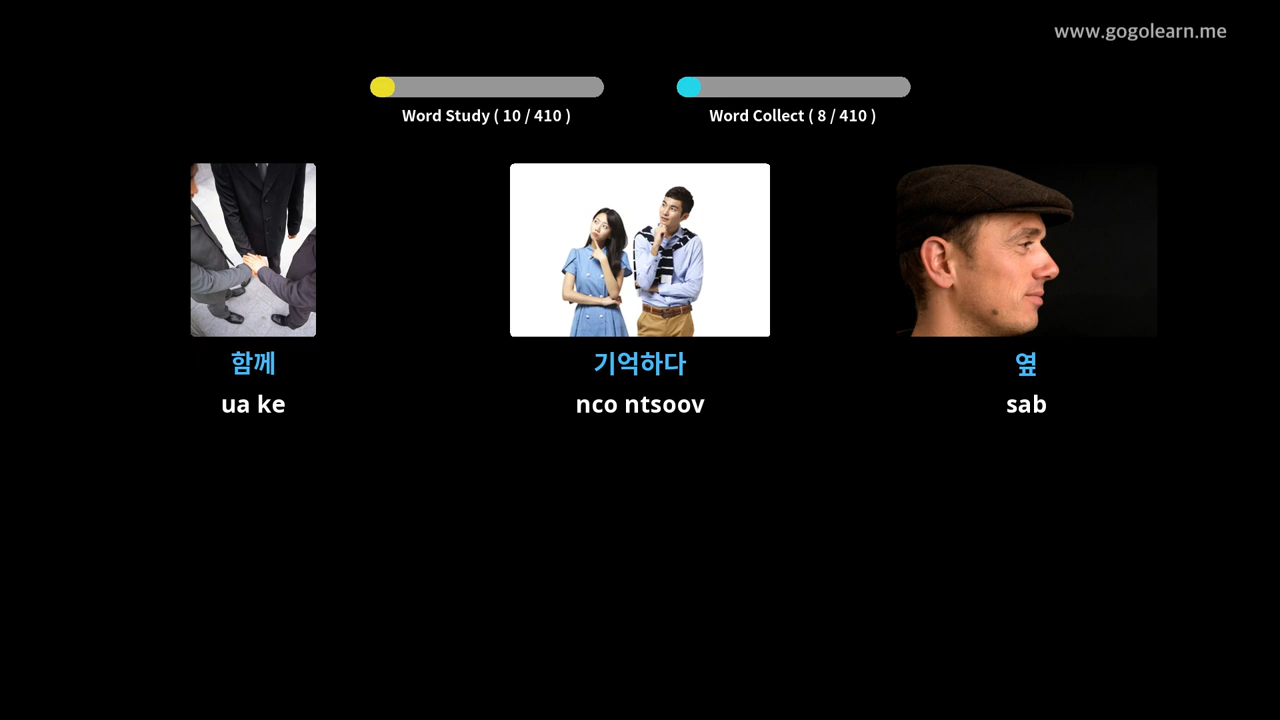 www.gogolearn.me
Word Study ( 10 / 410 )
Word Collect ( 8 / 410 )
함께
ua ke
기억하다
nco ntsoov
옆
sab